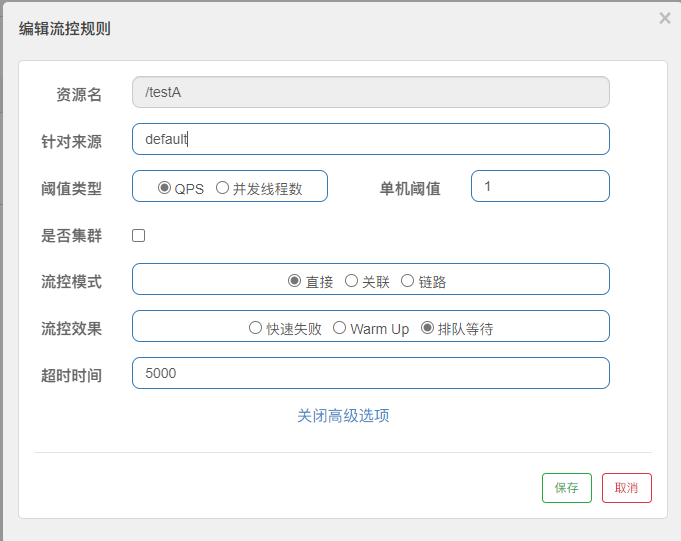 编辑流控规则 ×
资源名 /testA
针对来源 default
阈值类型 QPS 并发线程数 单机阈值 1
是否集群
流控模式 直接 关联 链路
流控效果 快速失败 Warm Up 排队等待
超时时间 5000
关闭高级选项
保存 取消